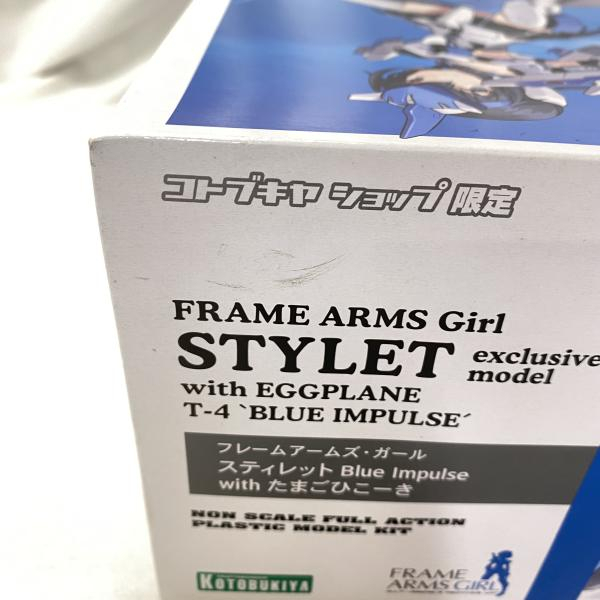 コトブキヤ ショップ 限定
FRAME ARMS Girl
STYLET exclusive model
with EGGPLANE
T-4 `BLUE IMPULSE´
フレームアームズ・ガール
スティレット Blue Impulse
with たまごひこーき
NON SCALE FULL ACTION
PLASTIC MODEL KIT
KOTOBUKIYA
FRAME
ARMS GIRL